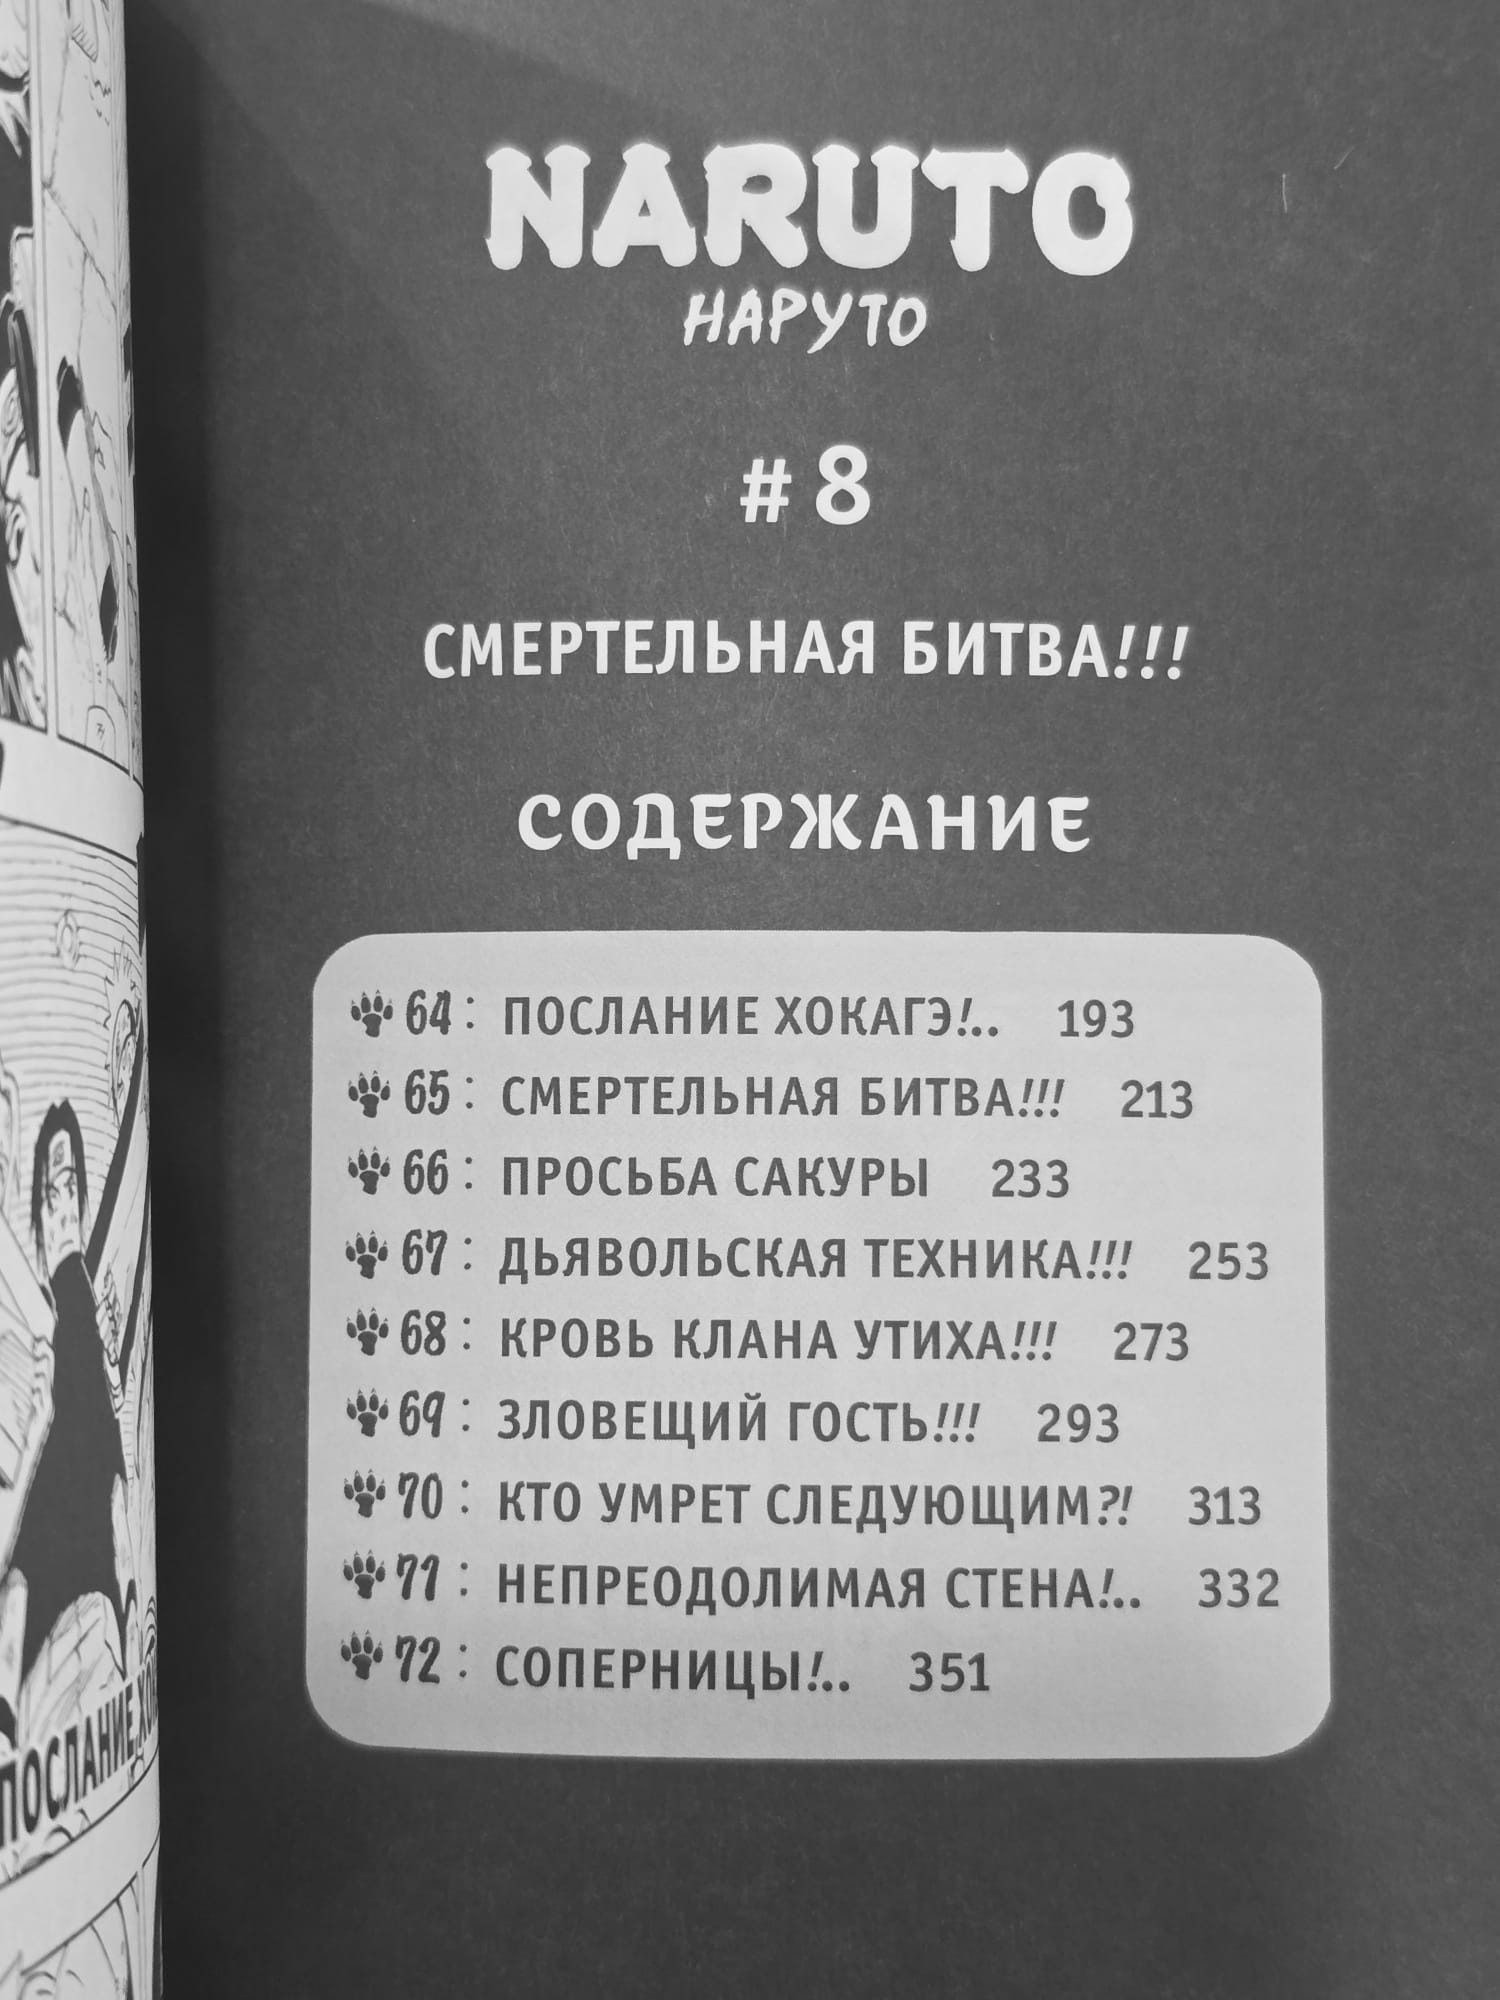 NARUTO
НАРУТО
# 8
СМЕРТЕЛЬНАЯ БИТВА!!!
СОДЕРЖАНИЕ
64: ПОСЛАНИЕ ХОКАГЭ!.. 193
65: СМЕРТЕЛЬНАЯ БИТВА!!! 213
66: ПРОСЬБА САКУРЫ 233
67: ДЬЯВОЛЬСКАЯ ТЕХНИКА!!! 253
68: КРОВЬ КЛАНА УТИХА!!! 273
69: ЗЛОВЕЩИЙ ГОСТЬ!!! 293
70: КТО УМРЕТ СЛЕДУЮЩИМ?! 313
71: НЕПРЕОДОЛИМАЯ СТЕНА!.. 332
72: СОПЕРНИЦЫ!.. 351
ПОСЛАНИЕ